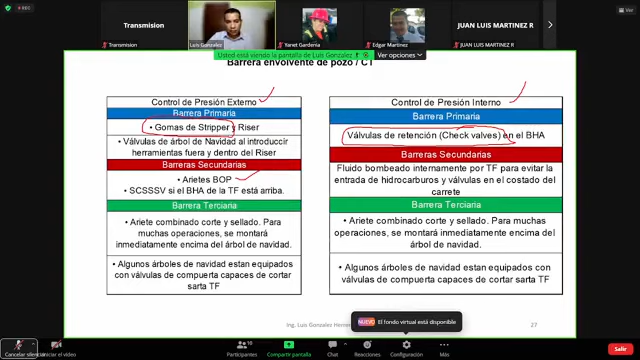 REC
Transmision
JUAN LUIS MARTINEZ R
Transmision
Luis Gonzalez
Yanet Gardenia
Edgar Martinez
JUAN LUIS MARTINEZ R
Usted está viendo la pantalla de Luis Gonzalez
Ver opciones
Barrera envolvente de pozo / CT
Control de Presión Externo
Barrera Primaria
• Gomas de Stripper y Riser
• Válvulas de árbol de Navidad al introducir
herramientas fuera y dentro del Riser
Barreras Secundarias
• Arietes BOP
• SCSSSV si el BHA de la TF está arriba.
Barrera Terciaria
• Ariete combinado corte y sellado. Para
muchas operaciones, se montará
inmediatamente encima del árbol de navidad.
• Algunos árboles de navidad estan equipados
con válvulas de compuerta capaces de cortar
sarta TF
Control de Presión Interno
Barrera Primaria
Válvulas de retención (Check valves) en el BHA
Barreras Secundarias
Fluido bombeado internamente por TF para evitar la
entrada de hidrocarburos y válvulas en el costado del
carrete
Barrera Terciaria
• Ariete combinado corte y sellado. Para muchas
operaciones, se montará inmediatamente encima del
árbol de navidad.
• Algunos árboles de navidad estan equipados con
válvulas de compuerta capaces de cortar sarta TF
Ing. Luis Gonzalez
27
NUEVO El fondo virtual está disponible
Cancelar
Iniciar el video
Participantes
Compartir pantalla
Chat
Reacciones
Configuración
Más
Salir